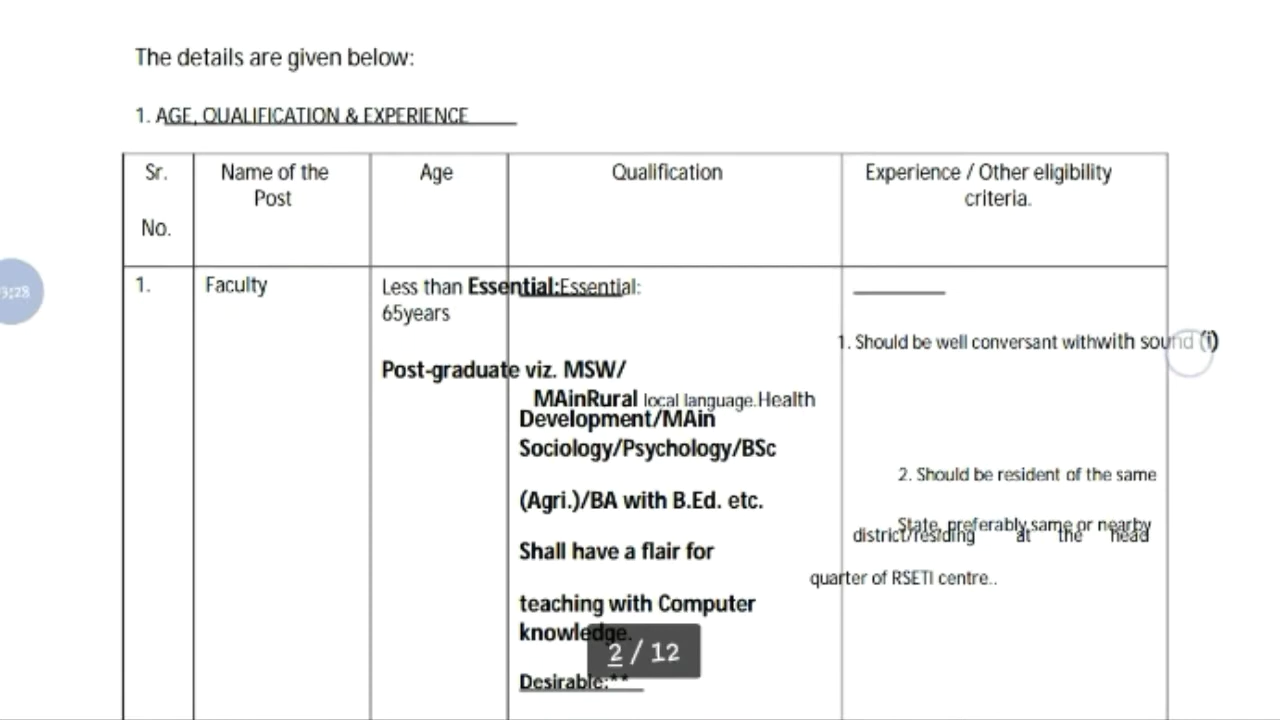 The details are given below:
1. AGE, QUALIFICATION & EXPERIENCE
Sr.
No.
Name of the
Post
Age
Qualification
Experience / Other eligibility
criteria.
1.
Faculty
Less than
65years
Essential:Essential:
Post-graduate viz. MSW/
MAinRural local language.Health
Development/MAin
Sociology/Psychology/BSc
(Agri.)/BA with B.Ed. etc.
Shall have a flair for
teaching with Computer
knowledge.
Desirable:**
1. Should be well conversant withwith sound (i)
2. Should be resident of the same
State, preferably same or nearby
district/residing at the head
quarter of RSETI centre..
2 / 12
3:28